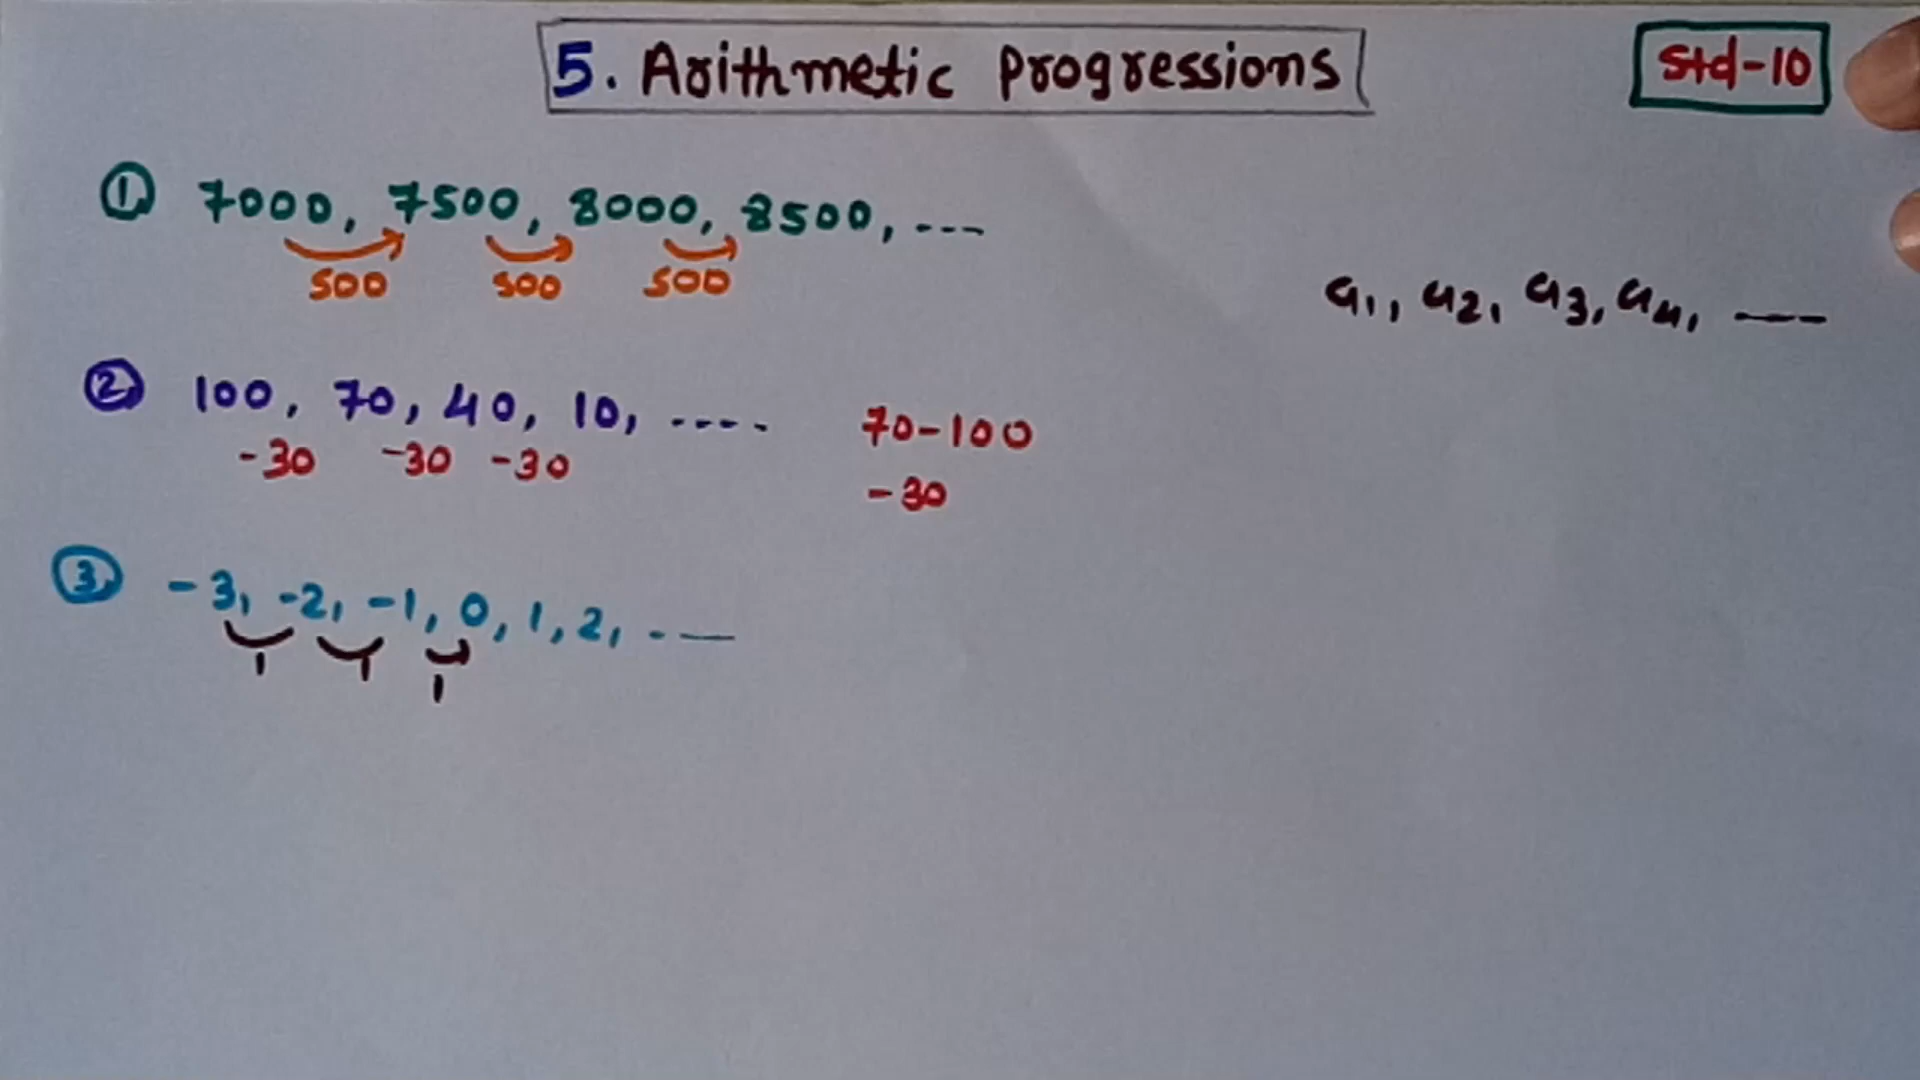 5. Arithmetic Progressions
Std-10
① 7000, 7500, 8000, 8500, ---
500 500 500
a₁, a₂, a₃, a₄, ---
② 100, 70, 40, 10, ----.
70-100
-30 -30 -30
-30
③ -3, -2, -1, 0, 1, 2, ---
1 1 1